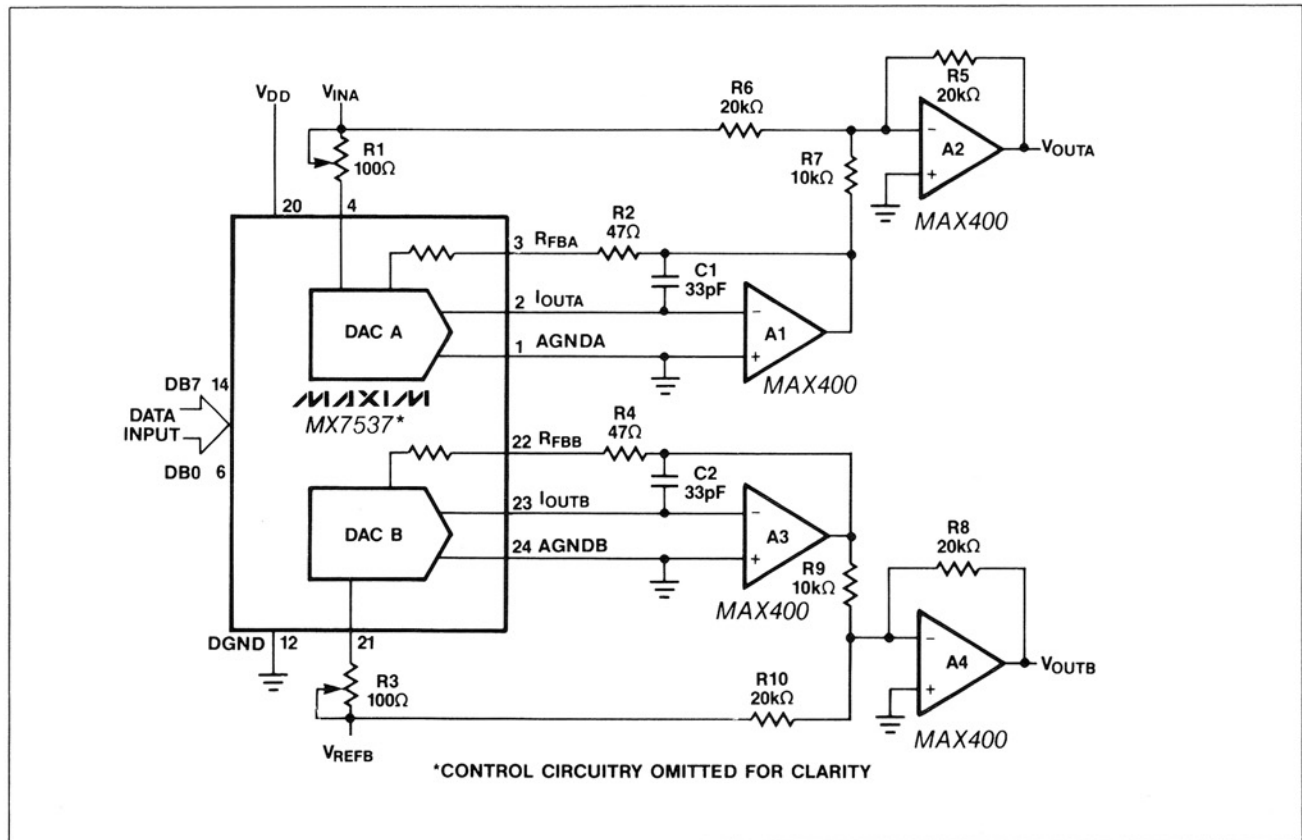 VDD
VINA
R1
100Ω
20
4
R6
20kΩ
R5
20kΩ
R7
10kΩ
A2
VOUTA
MAX400
3 RFBA
R2
47Ω
C1
33pF
2 IOUTA
1 AGNDA
DAC A
A1
MAX400
MAXIM
MX7537*
DB7 14
DATA
INPUT
DB0 6
22 RFBB
R4
47Ω
C2
33pF
23 IOUTB
24 AGNDB
DAC B
A3
MAX400
R9
10kΩ
R8
20kΩ
A4
VOUTB
MAX400
DGND 12
21
R3
100Ω
R10
20kΩ
VREFB
- + - + - + - +
*CONTROL CIRCUITRY OMITTED FOR CLARITY